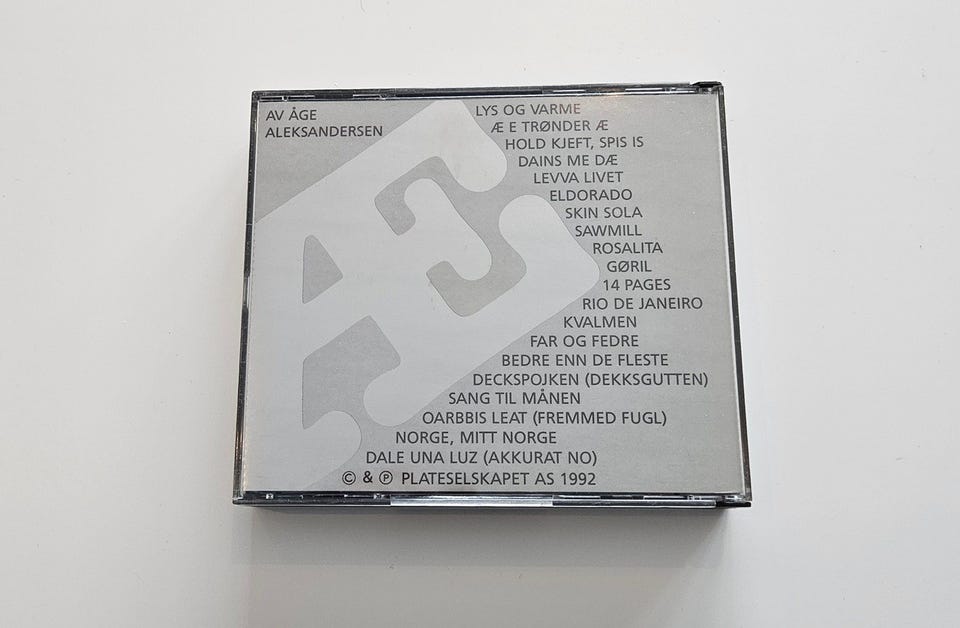 AV ÅGE
ALEKSANDERSEN
LYS OG VARME
Æ E TRØNDER Æ
HOLD KJEFT, SPIS IS
DAINS ME DÆ
LEVVA LIVET
ELDORADO
SKIN SOLA
SAWMILL
ROSALITA
GØRIL
14 PAGES
RIO DE JANEIRO
KVALMEN
FAR OG FEDRE
BEDRE ENN DE FLESTE
DECKSPOJKEN (DEKKSGUTTEN)
SANG TIL MÅNEN
OARBBIS LEAT (FREMMED FUGL)
NORGE, MITT NORGE
DALE UNA LUZ (AKKURAT NO)
© & ℗ PLATESELSKAPET AS 1992
Æ